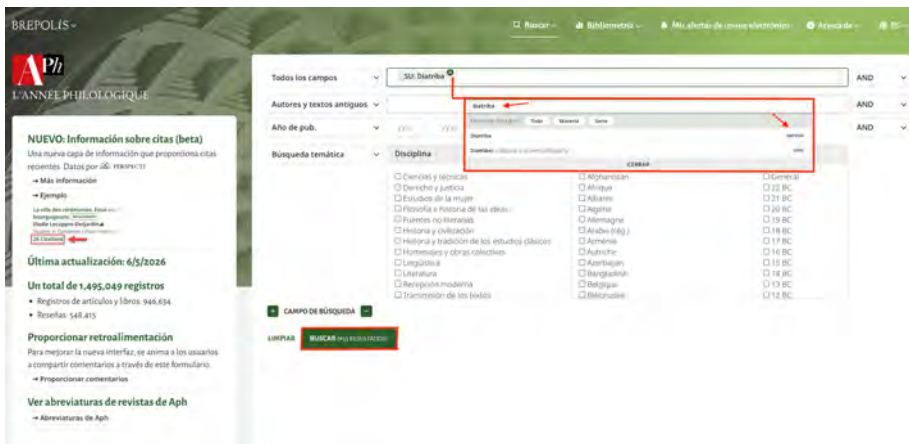 BREPOLIS
Buscar
Bibliometría
Mis alertas de correo electrónico
Acerca de
ES
APh
L'ANNÉE PHILOLOGIQUE
NUEVO: Información sobre citas (beta)
Una nueva capa de información que proporciona citas
recientes. Datos por
→ Más información
→ Ejemplo
Última actualización: 6/5/2026
Un total de 1,495,049 registros
• Registros de artículos y libros: 946,634
• Reseñas: 548,415
Proporcionar retroalimentación
Para mejorar la nueva interfaz, se anima a los usuarios
a compartir comentarios a través de este formulario.
→ Proporcionar comentarios
Ver abreviaturas de revistas de Aph
→ Abreviaturas de Aph
Todos los campos
SU: Diatriba
AND
Autores y textos antiguos
AND
Año de pub.
AND
Diatriba
Todo
Materia
Serie
Diatriba
CERRAR
Búsqueda temática
Disciplina
Ciencias y técnicas
Derecho y justicia
Estudios de la mujer
Filosofía e historia de las ideas
Fuentes no literarias
Historia y civilización
Historia y tradición de los estudios clásicos
Homenajes y obras colectivas
Lingüística
Literatura
Recepción moderna
Transmisión de los textos
Afghanistan
Afrique
Albanie
Algérie
Allemagne
Arabie (rég.)
Arménie
Autriche
Azerbaijan
Bangladesh
Belgique
General
22 BC
21 BC
20 BC
19 BC
18 BC
17 BC
16 BC
15 BC
14 BC
13 BC
12 BC
CAMPO DE BÚSQUEDA
LIMPIAR
BUSCAR